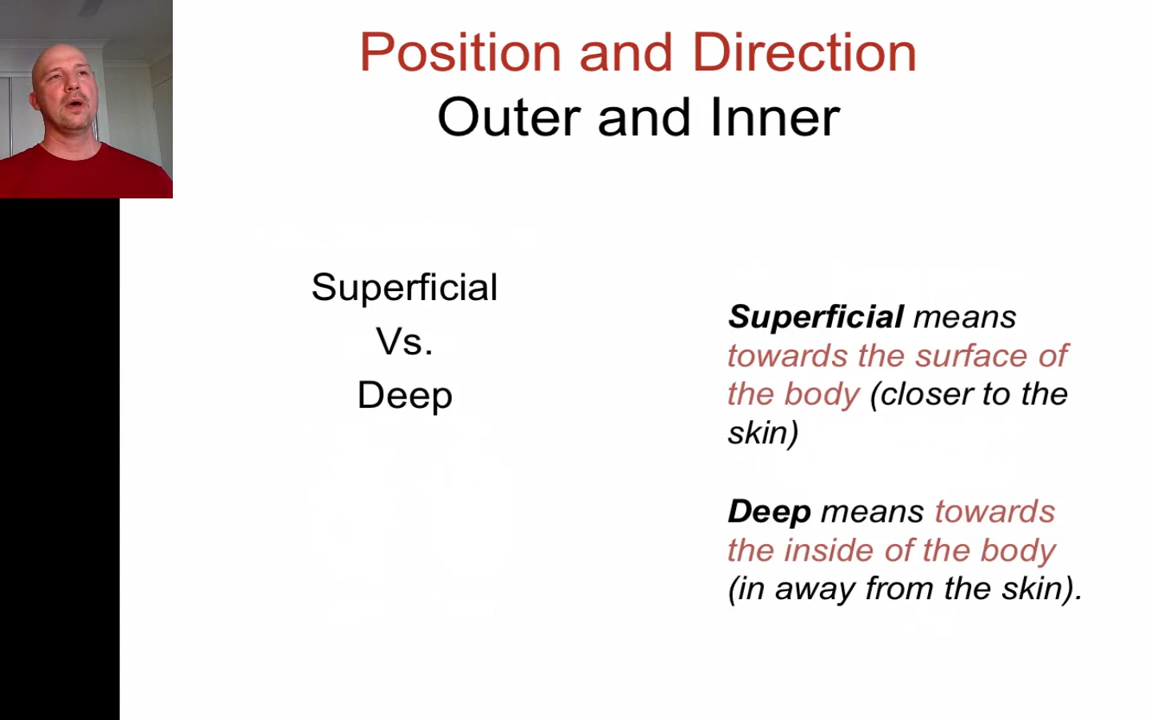 Position and Direction
Outer and Inner
Superficial
Vs.
Deep
Superficial means
towards the surface of
the body (closer to the
skin)
Deep means towards
the inside of the body
(in away from the skin).